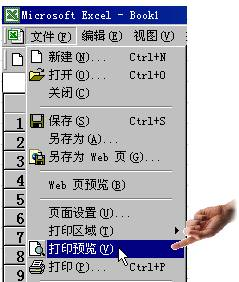 Microsoft Excel - Book1
文件(F) 编辑(E) 视图(V)
新建(N)... Ctrl+N
打开(O)... Ctrl+O
关闭(C)
1 保存(S) Ctrl+S
2 另存为(A)...
3 另存为 Web 页(G)...
4 Web 页预览(B)
5
6 页面设置(U)...
7 打印区域(T)
8 打印预览(V)
9 打印(P)... Ctrl+P